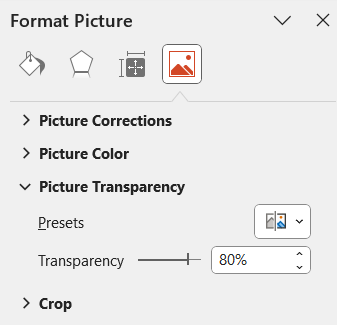 Format Picture
Picture Corrections
Picture Color
Picture Transparency
Presets
Transparency 80%
Crop